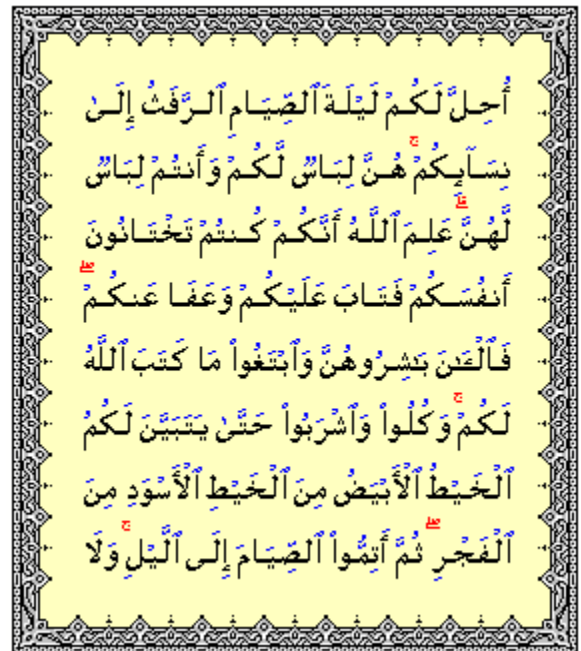 أُحِلَّ لَكُمْ لَيْلَةَ ٱلصِّيَامِ ٱلرَّفَثُ إِلَىٰ
نِسَآئِكُمْ ۚ هُنَّ لِبَاسٌ لَّكُمْ وَأَنتُمْ لِبَاسٌ
لَّهُنَّ ۗ عَلِمَ ٱللَّهُ أَنَّكُمْ كُنتُمْ تَخْتَانُونَ
أَنفُسَكُمْ فَتَابَ عَلَيْكُمْ وَعَفَا عَنكُمْ ۖ
فَٱلْـَٰٔنَ بَـٰشِرُوهُنَّ وَٱبْتَغُوا۟ مَا كَتَبَ ٱللَّهُ
لَكُمْ ۚ وَكُلُوا۟ وَٱشْرَبُوا۟ حَتَّىٰ يَتَبَيَّنَ لَكُمُ
ٱلْخَيْطُ ٱلْأَبْيَضُ مِنَ ٱلْخَيْطِ ٱلْأَسْوَدِ مِنَ
ٱلْفَجْرِ ۖ ثُمَّ أَتِمُّوا۟ ٱلصِّيَامَ إِلَى ٱلَّيْلِ ۚ وَلَا